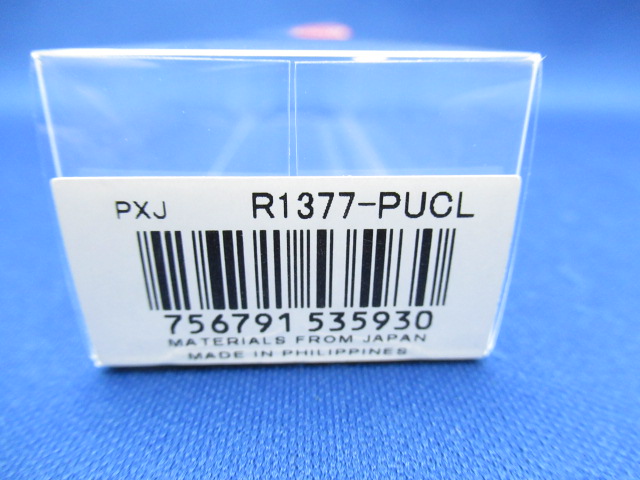 PXJ R1377-PUCL
756791 535930
MATERIALS FROM JAPAN
MADE IN PHILIPPINES